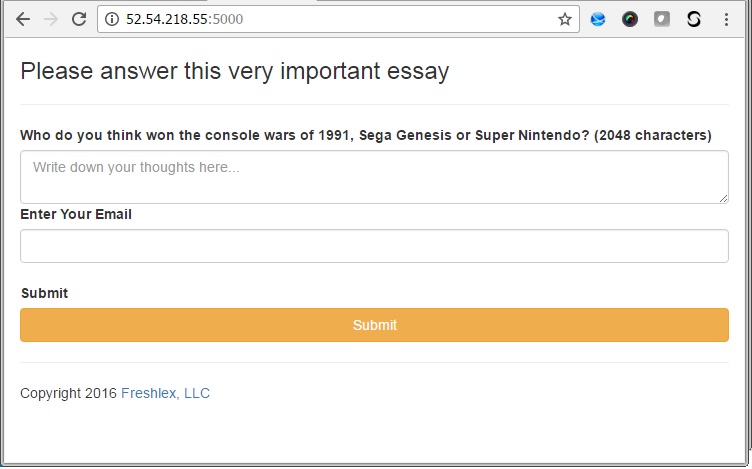 52.54.218.55:5000
Please answer this very important essay
Who do you think won the console wars of 1991, Sega Genesis or Super Nintendo? (2048 characters)
Write down your thoughts here...
Enter Your Email
Submit
Submit
Copyright 2016 Freshlex, LLC